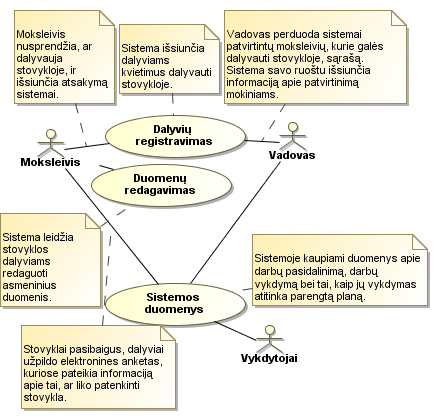 Moksleivis
nusprendžia, ar
dalyvauja
stovykloje, ir
išsiunčia atsakymą
sistemai.
Sistema išsiunčia
dalyviams
kvietimus dalyvauti
stovykloje.
Vadovas perduoda sistemai
patvirtintų moksleivių, kurie galės
dalyvauti stovykloje, sąrašą.
Sistema savo ruoštu išsiunčia
informaciją apie patvirtinimą
mokiniams.
Dalyvių
registravimas
Moksleivis
Vadovas
Duomenų
redagavimas
Sistema leidžia
stovyklos
dalyviams
redaguoti
asmeninius
duomenis.
Sistemoje kaupiami duomenys apie
darbų pasidalinimą, darbų
vykdymą bei tai, kaip jų vykdymas
atitinka parengtą planą.
Sistemos
duomenys
Stovyklai pasibaigus, dalyviai
užpildo elektronines anketas,
kuriose pateikia informaciją
apie tai, ar liko patenkinti
stovykla.
Vykdytojai